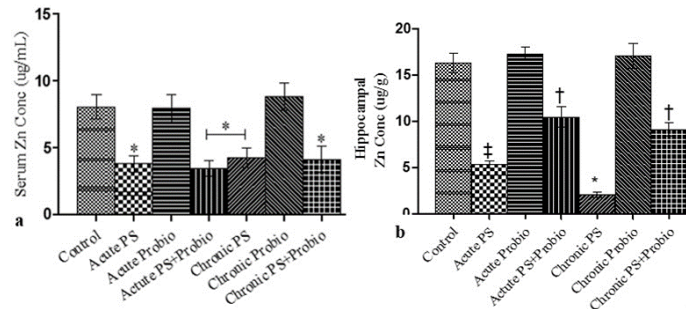 Serum Zn Conc (ug/mL)
15
10
5
0
*
*
*
a
Control
Acute PS
Acute Probio
Actute PS+Probio
Chronic PS
Chronic Probio
Chronic PS+Probio
Hippocampal
Zn Conc (ug/g)
20
15
10
5
0
‡
†
*
†
b
Control
Acute PS
Acute Probio
Actute PS+Probio
Chronic PS
Chronic Probio
Chronic PS+Probio